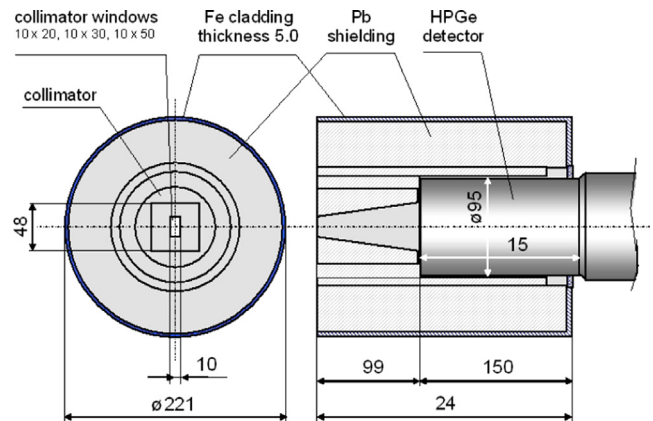 collimator windows
10 x 20, 10 x 30, 10 x 50
Fe cladding
thickness 5.0
Pb
shielding
HPGe
detector
collimator
48
10
ø221
ø95
15
99
150
24